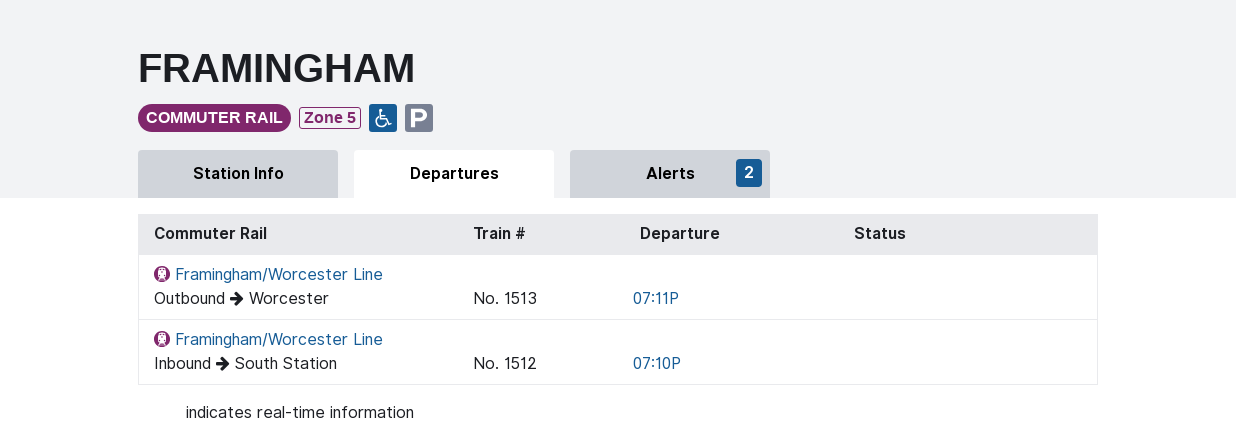 FRAMINGHAM
COMMUTER RAIL Zone 5 P
Station Info Departures Alerts 2
Commuter Rail Train # Departure Status
Framingham/Worcester Line
Outbound → Worcester No. 1513 07:11P
Framingham/Worcester Line
Inbound → South Station No. 1512 07:10P
indicates real-time information